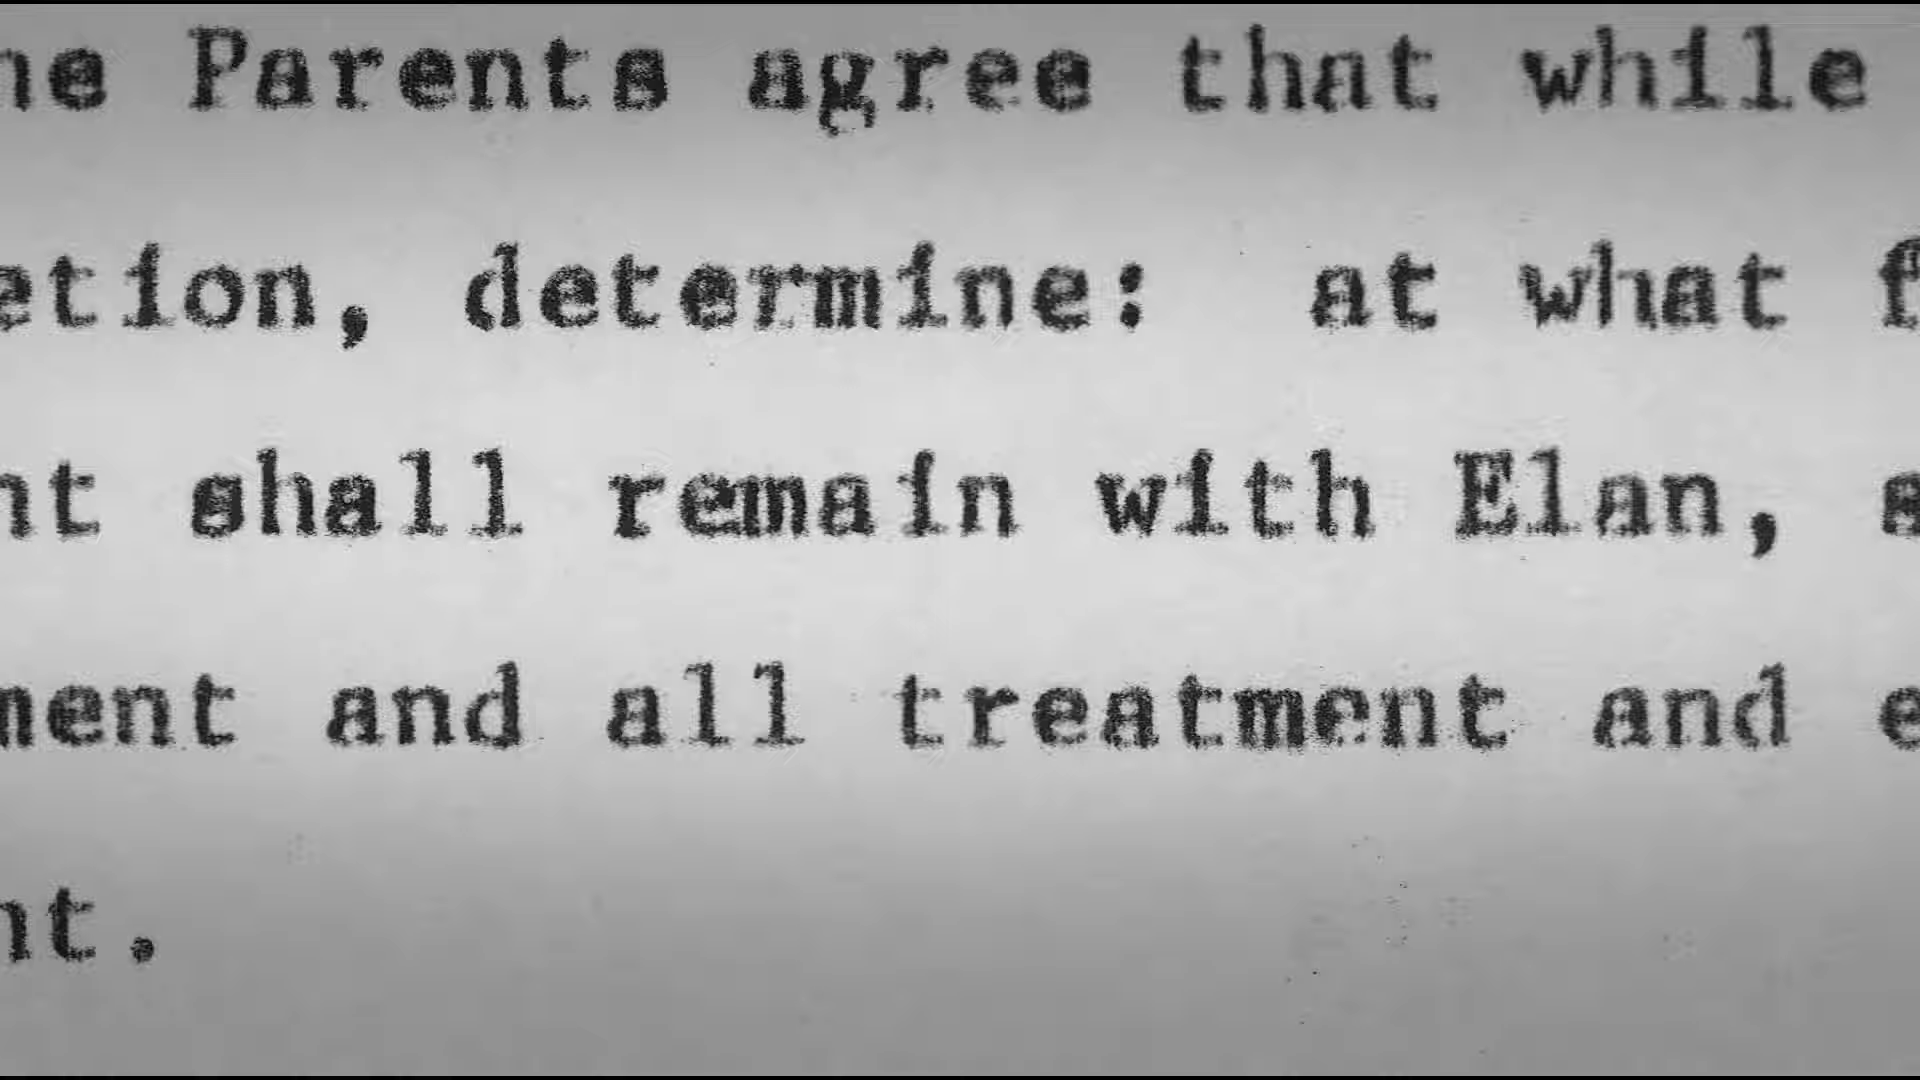 he Parents agree that while
etion, determine:  at what f
nt shall remain with Elan, a
ment and all treatment and e
nt.